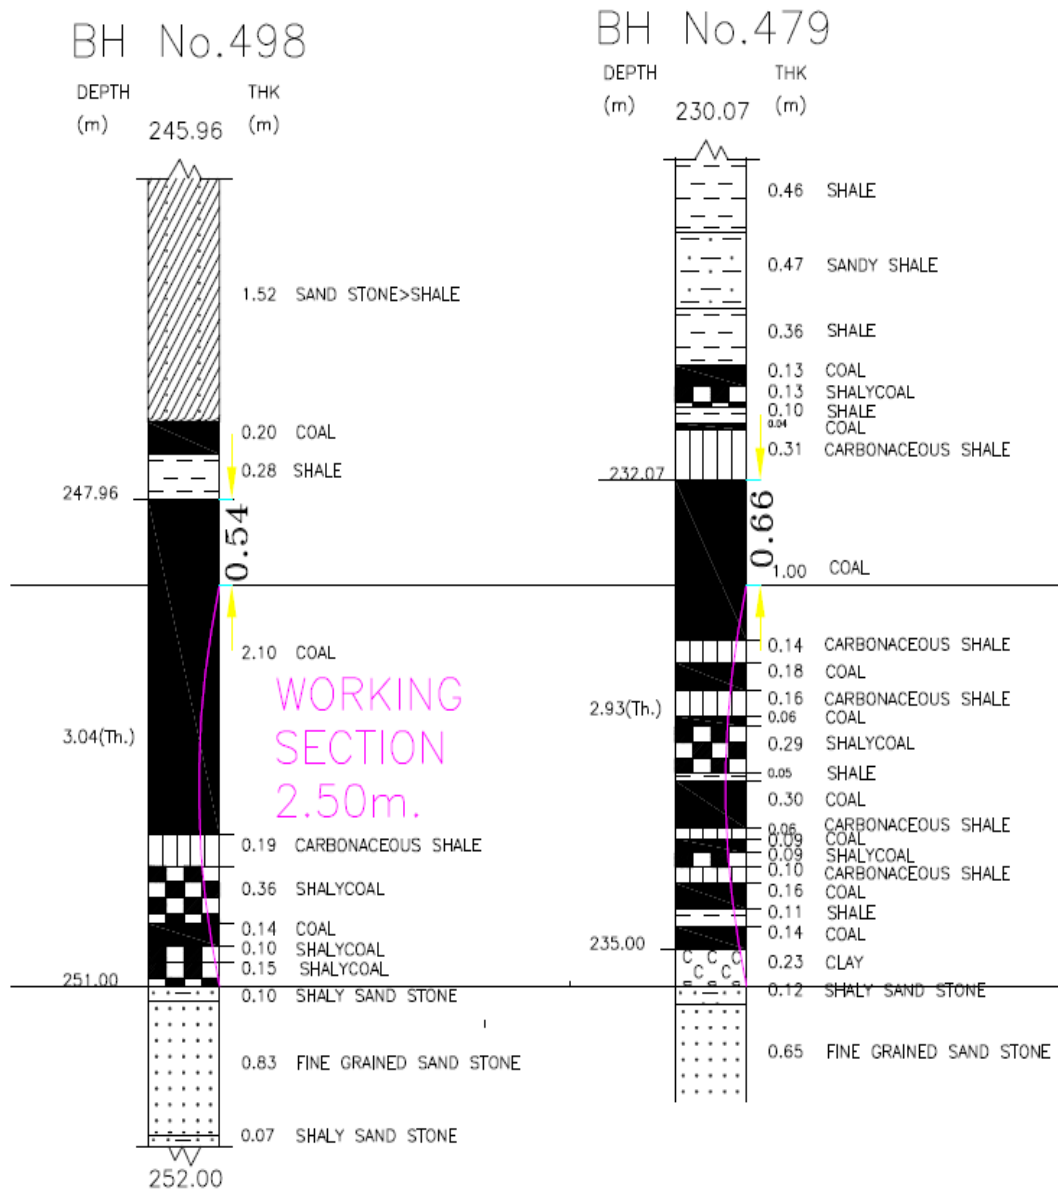 BH No.498
DEPTH THK
(m) 245.96 (m)
1.52 SAND STONE>SHALE
0.20 COAL
0.28 SHALE
247.96
0.54
2.10 COAL
WORKING
SECTION
2.50m.
3.04(Th.)
0.19 CARBONACEOUS SHALE
0.36 SHALYCOAL
0.14 COAL
0.10 SHALYCOAL
0.15 SHALYCOAL
251.00
0.10 SHALY SAND STONE
0.83 FINE GRAINED SAND STONE
0.07 SHALY SAND STONE
252.00
BH No.479
DEPTH THK
(m) 230.07 (m)
0.46 SHALE
0.47 SANDY SHALE
0.36 SHALE
0.13 COAL
0.13 SHALYCOAL
0.10 SHALE
0.04 COAL
0.31 CARBONACEOUS SHALE
232.07
0.66
1.00 COAL
0.14 CARBONACEOUS SHALE
0.18 COAL
0.16 CARBONACEOUS SHALE
2.93(Th.)
0.06 COAL
0.29 SHALYCOAL
0.05 SHALE
0.30 COAL
0.06 CARBONACEOUS SHALE
0.09 COAL
0.09 SHALYCOAL
0.10 CARBONACEOUS SHALE
0.16 COAL
0.11 SHALE
0.14 COAL
235.00
C C C C C
0.23 CLAY
0.12 SHALY SAND STONE
0.65 FINE GRAINED SAND STONE